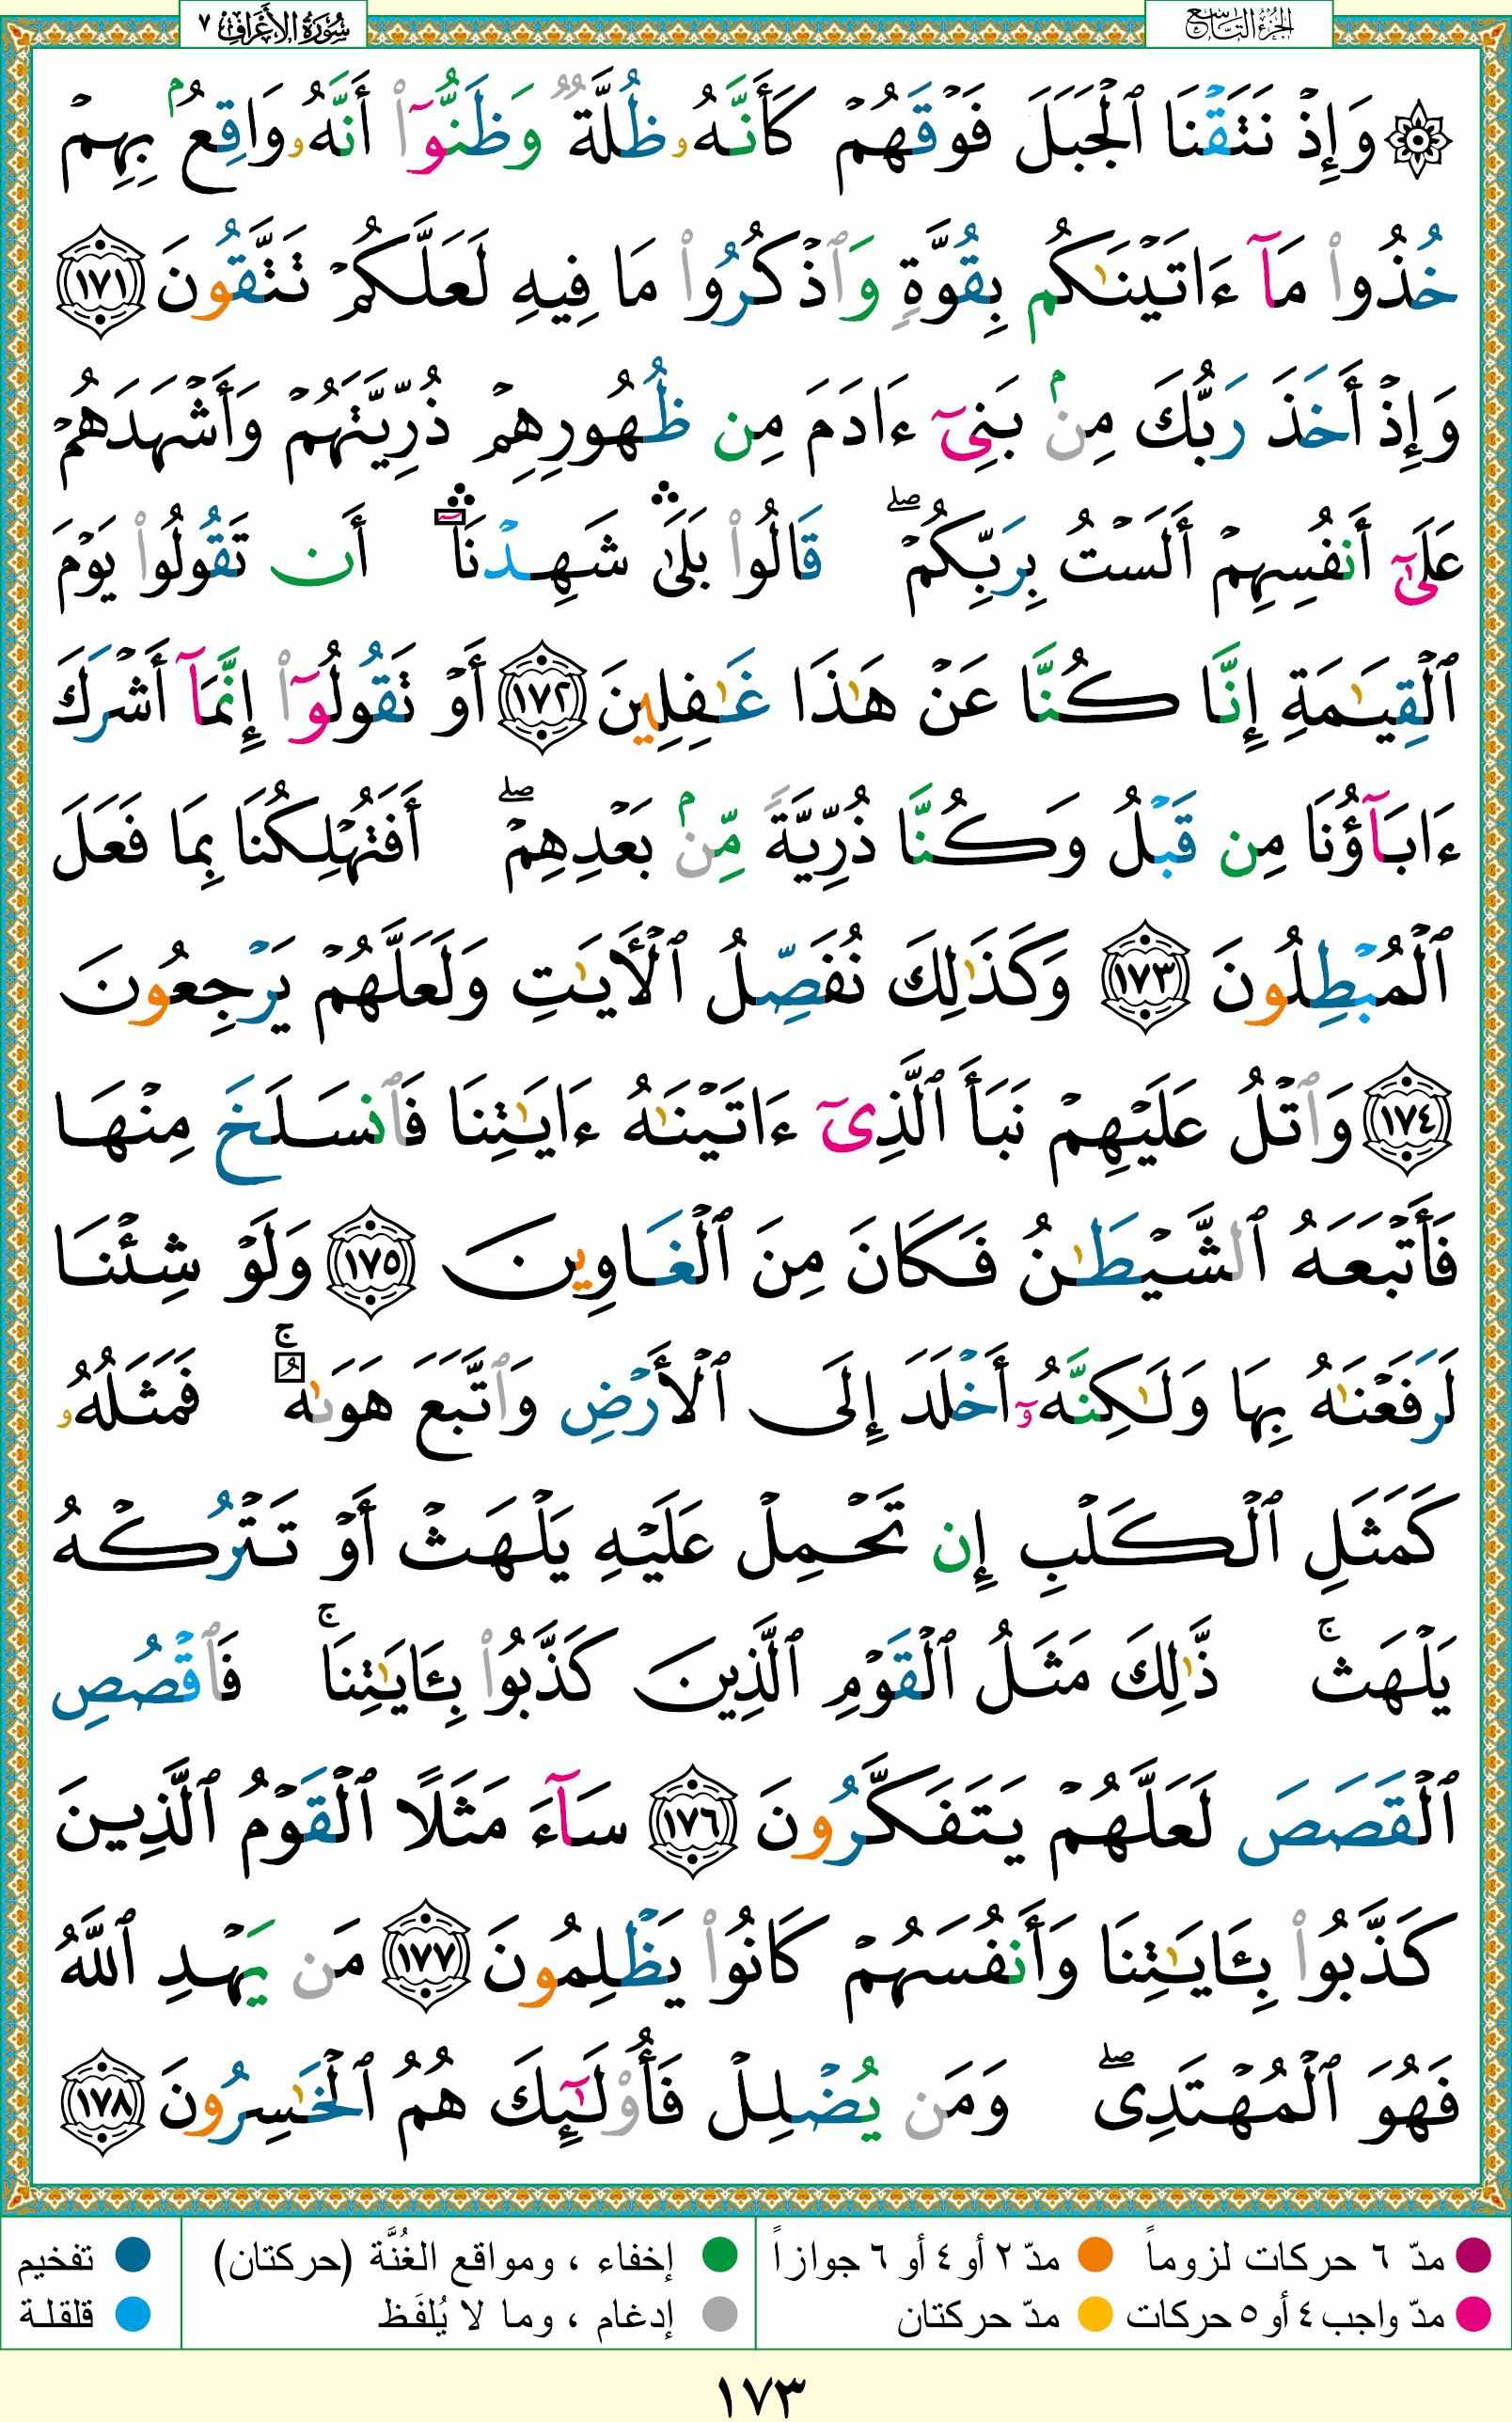 الجزء التاسع
سورة الأعراف ٧
۞ وَإِذْ نَتَقْنَا ٱلْجَبَلَ فَوْقَهُمْ كَأَنَّهُۥ ظُلَّةٌ وَظَنُّوٓا۟ أَنَّهُۥ وَاقِعٌۢ بِهِمْ
خُذُوا۟ مَآ ءَاتَيْنَـٰكُم بِقُوَّةٍ وَٱذْكُرُوا۟ مَا فِيهِ لَعَلَّكُمْ تَتَّقُونَ ١٧١
وَإِذْ أَخَذَ رَبُّكَ مِنۢ بَنِىٓ ءَادَمَ مِن ظُهُورِهِمْ ذُرِّيَّتَهُمْ وَأَشْهَدَهُمْ
عَلَىٰٓ أَنفُسِهِمْ أَلَسْتُ بِرَبِّكُمْ ۖ قَالُوا۟ بَلَىٰ ۛ شَهِدْنَآ ۛ أَن تَقُولُوا۟ يَوْمَ
ٱلْقِيَـٰمَةِ إِنَّا كُنَّا عَنْ هَـٰذَا غَـٰفِلِينَ ١٧٢ أَوْ تَقُولُوٓا۟ إِنَّمَآ أَشْرَكَ
ءَابَآؤُنَا مِن قَبْلُ وَكُنَّا ذُرِّيَّةً مِّنۢ بَعْدِهِمْ ۖ أَفَتُهْلِكُنَا بِمَا فَعَلَ
ٱلْمُبْطِلُونَ ١٧٣ وَكَذَٰلِكَ نُفَصِّلُ ٱلْـَٔايَـٰتِ وَلَعَلَّهُمْ يَرْجِعُونَ
١٧٤ وَٱتْلُ عَلَيْهِمْ نَبَأَ ٱلَّذِىٓ ءَاتَيْنَـٰهُ ءَايَـٰتِنَا فَٱنسَلَخَ مِنْهَا
فَأَتْبَعَهُ ٱلشَّيْطَـٰنُ فَكَانَ مِنَ ٱلْغَاوِينَ ١٧٥ وَلَوْ شِئْنَا
لَرَفَعْنَـٰهُ بِهَا وَلَـٰكِنَّهُۥٓ أَخْلَدَ إِلَى ٱلْأَرْضِ وَٱتَّبَعَ هَوَىٰهُ ۚ فَمَثَلُهُۥ
كَمَثَلِ ٱلْكَلْبِ إِن تَحْمِلْ عَلَيْهِ يَلْهَثْ أَوْ تَتْرُكْهُ
يَلْهَث ۚ ذَّٰلِكَ مَثَلُ ٱلْقَوْمِ ٱلَّذِينَ كَذَّبُوا۟ بِـَٔايَـٰتِنَا ۚ فَٱقْصُصِ
ٱلْقَصَصَ لَعَلَّهُمْ يَتَفَكَّرُونَ ١٧٦ سَآءَ مَثَلًا ٱلْقَوْمُ ٱلَّذِينَ
كَذَّبُوا۟ بِـَٔايَـٰتِنَا وَأَنفُسَهُمْ كَانُوا۟ يَظْلِمُونَ ١٧٧ مَن يَهْدِ ٱللَّهُ
فَهُوَ ٱلْمُهْتَدِى ۖ وَمَن يُضْلِلْ فَأُو۟لَـٰٓئِكَ هُمُ ٱلْخَـٰسِرُونَ ١٧٨
مدّ ٦ حركات لزوماً
مدّ ٢ أو ٤ أو ٦ جوازاً
إخفاء ، ومواقع الغُنَّة (حركتان)
تفخيم
مدّ واجب ٤ أو ٥ حركات
مدّ حركتان
إدغام ، وما لا يُلفَظ
قلقلة
١٧٣